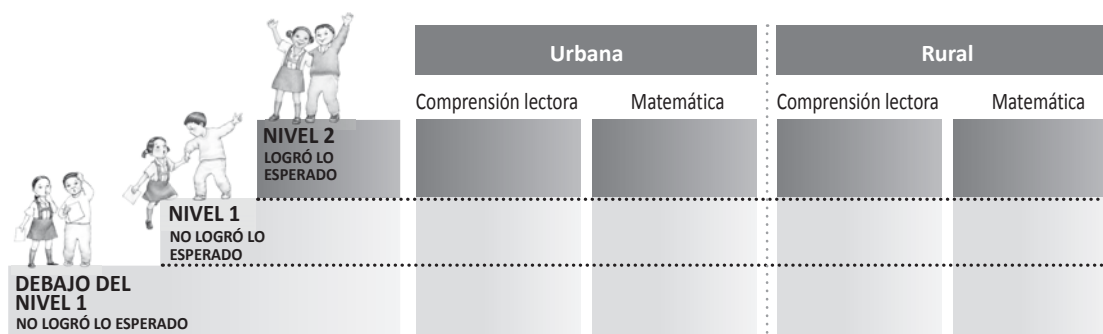 Urbana
Rural
Comprensión lectora
Matemática
Comprensión lectora
Matemática
NIVEL 2
LOGRÓ LO
ESPERADO
NIVEL 1
NO LOGRÓ LO
ESPERADO
DEBAJO DEL
NIVEL 1
NO LOGRÓ LO ESPERADO